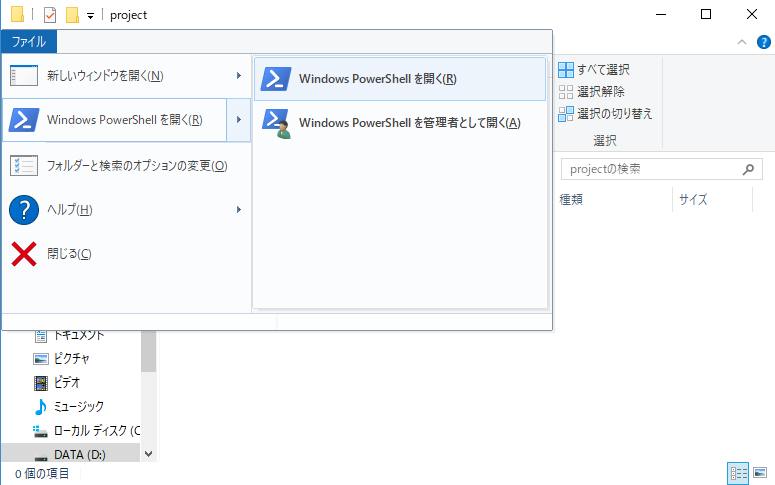 project
ファイル
新しいウィンドウを開く(N)
Windows PowerShell を開く(R)
フォルダーと検索のオプションの変更(O)
ヘルプ(H)
閉じる(C)
Windows PowerShell を開く(R)
Windows PowerShell を管理者として開く(A)
すべて選択
選択解除
選択の切り替え
選択
projectの検索
種類
サイズ
ドキュメント
ピクチャ
ビデオ
ミュージック
ローカル ディスク (C
DATA (D:)
0 個の項目